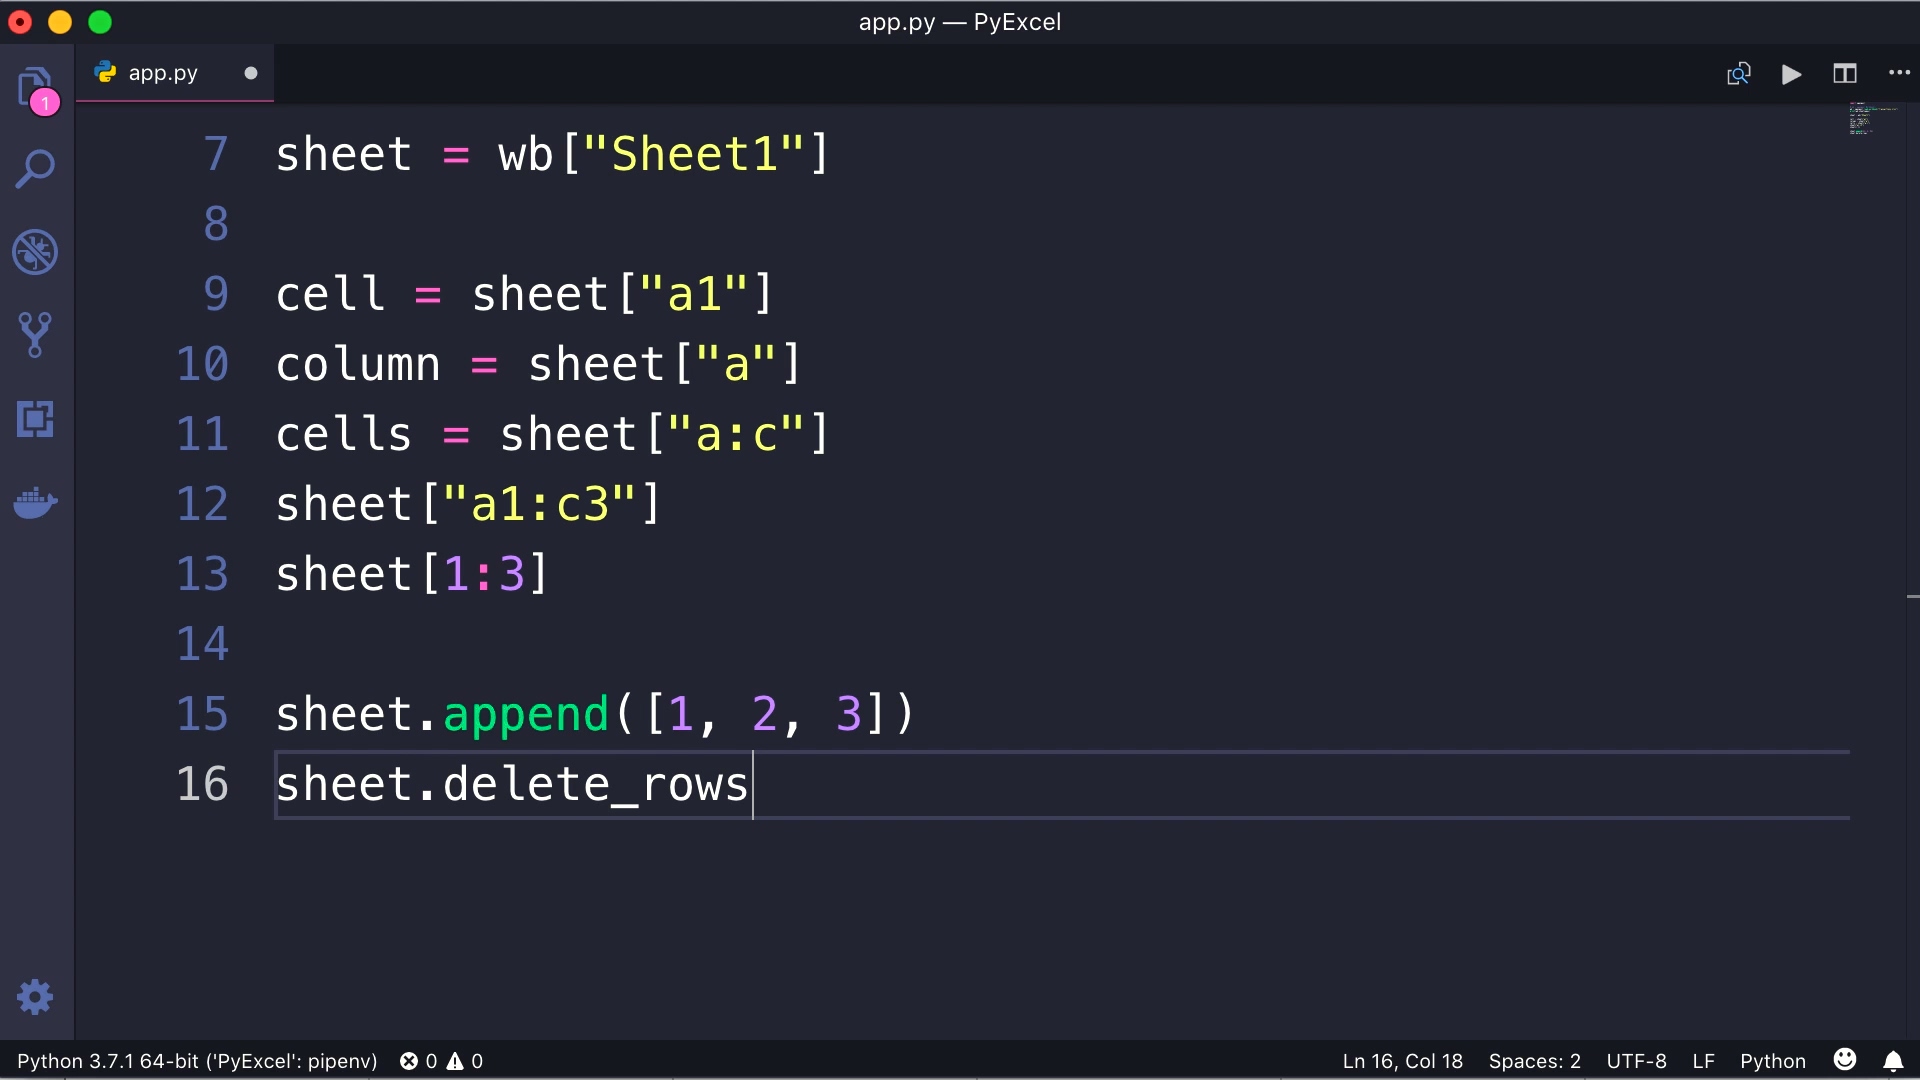 app.py — PyExcel
app.py
1
7 sheet = wb["Sheet1"]
8
9 cell = sheet["a1"]
10 column = sheet["a"]
11 cells = sheet["a:c"]
12 sheet["a1:c3"]
13 sheet[1:3]
14
15 sheet.append([1, 2, 3])
16 sheet.delete_rows
Python 3.7.1 64-bit ('PyExcel': pipenv) 0 0 Ln 16, Col 18 Spaces: 2 UTF-8 LF Python